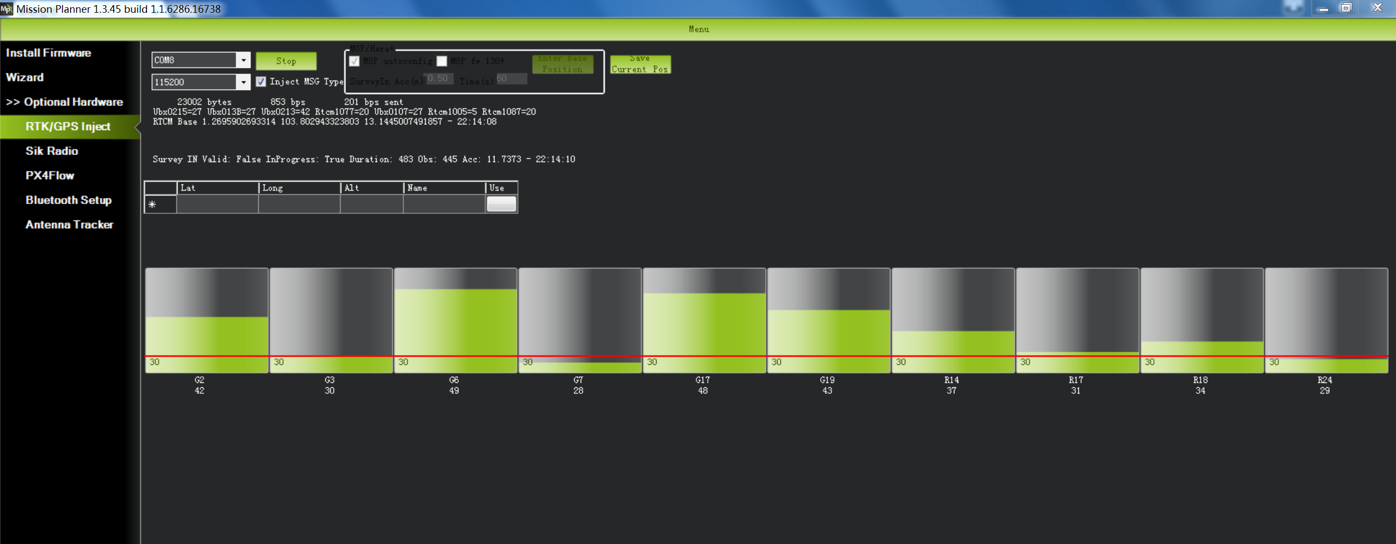 Mission Planner 1.3.45 build 1.1.6286.16738
Menu
Install Firmware
Wizard
>> Optional Hardware
RTK/GPS Inject
Sik Radio
PX4Flow
Bluetooth Setup
Antenna Tracker
COM8
Stop
115200
Inject MSG Type
M8P autoconfig
M8P fw 130+
SurveyIn Acc(m)
0.50
Time(s)
60
Enter Base
Position
Save
Current Pos
23002 bytes 853 bps 201 bps sent
Ubx0215=27 Ubx013B=27 Ubx0213=42 Rtcm1077=20 Ubx0107=27 Rtcm1005=5 Rtcm1087=20
RTCM Base 1.2695902693314 103.802943323803 13.1445007491857 - 22:14:08
Survey IN Valid: False InProgress: True Duration: 483 Obs: 445 Acc: 11.7373 - 22:14:10
Lat Long Alt Name Use
30 30 30 30 30 30 30 30 30 30
G2 G3 G6 G7 G17 G19 R14 R17 R18 R24
42 30 49 28 48 43 37 31 34 29